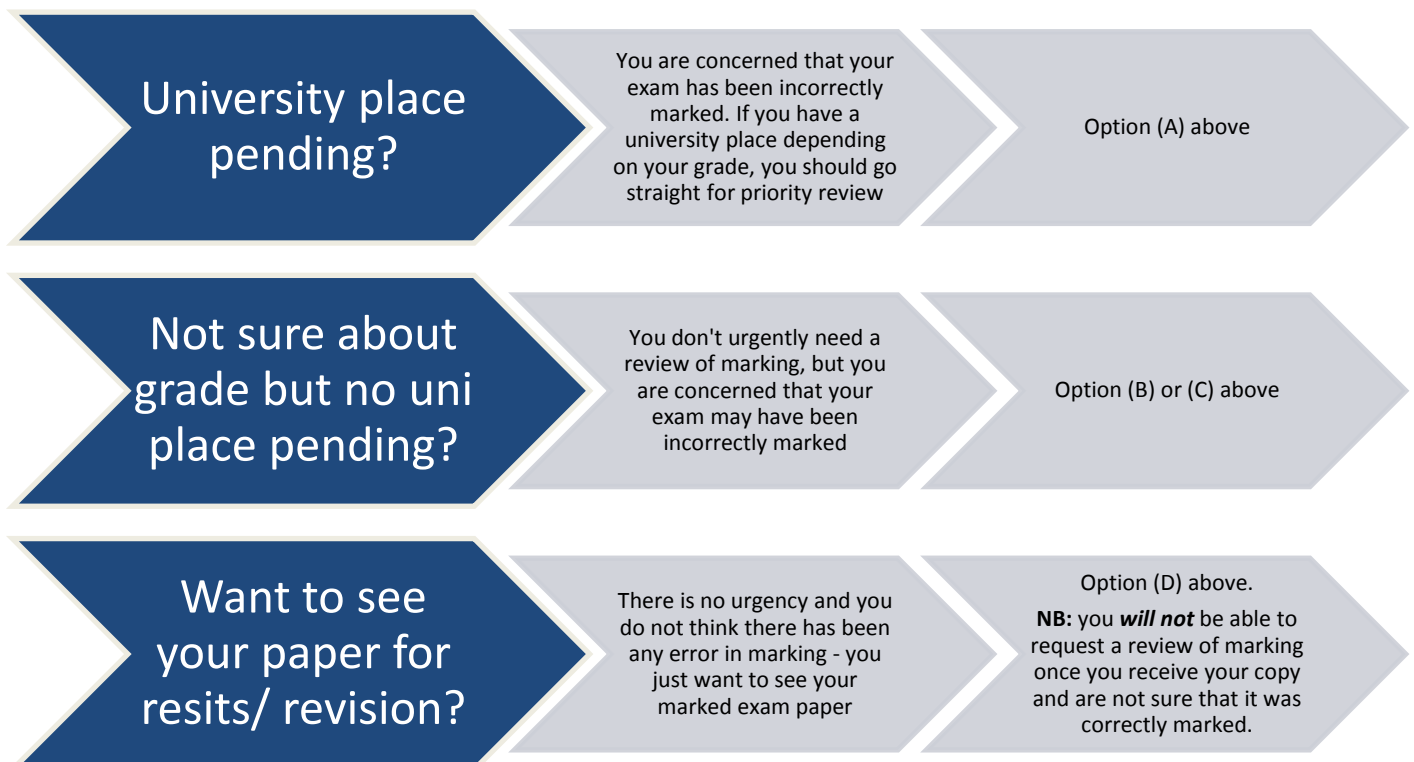 University place
pending?
You are concerned that your
exam has been incorrectly
marked. If you have a
university place depending
on your grade, you should go
straight for priority review
Option (A) above
Not sure about
grade but no uni
place pending?
You don't urgently need a
review of marking, but you
are concerned that your
exam may have been
incorrectly marked
Option (B) or (C) above
Want to see
your paper for
resits/ revision?
There is no urgency and you
do not think there has been
any error in marking - you
just want to see your
marked exam paper
Option (D) above.
NB: you will not be able to
request a review of marking
once you receive your copy
and are not sure that it was
correctly marked.